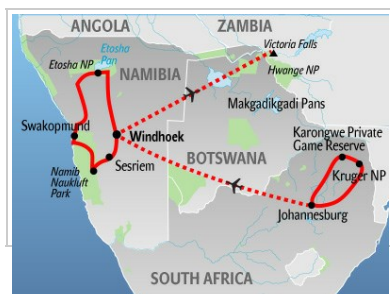 ANGOLA
ZAMBIA
Etosha
Pan
Victoria Falls
Etosha NP
NAMIBIA
Hwange NP
Makgadikgadi Pans
Swakopmund
Windhoek
Karongwe Private
Game Reserve
BOTSWANA
Sesriem
Kruger NP
Namib
Naukluft
Park
Johannesburg
SOUTH AFRICA